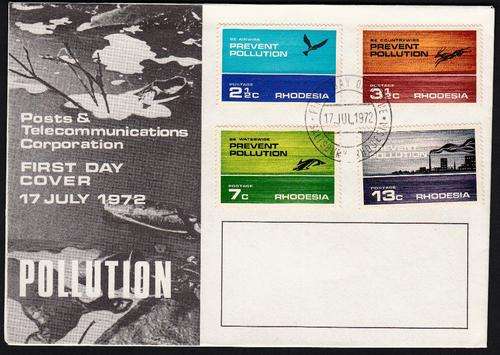 Posts &
Telecommunications
Corporation
FIRST DAY
COVER
17 JULY 1972
POLLUTION
BE AIRWISE
PREVENT
POLLUTION
POSTAGE
2½c RHODESIA
BE COUNTRYWISE
PREVENT
POLLUTION
POSTAGE
3½c RHODESIA
17 JUL 1972
BE WATERWISE
PREVENT
POLLUTION
POSTAGE
7c RHODESIA
PREVENT
POLLUTION
POSTAGE
13c RHODESIA